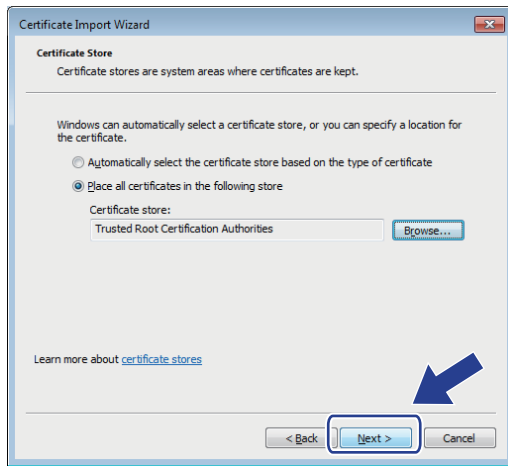 Certificate Import Wizard
Certificate Store
Certificate stores are system areas where certificates are kept.
Windows can automatically select a certificate store, or you can specify a location for
the certificate.
Automatically select the certificate store based on the type of certificate
Place all certificates in the following store
Certificate store:
Trusted Root Certification Authorities
Browse...
Learn more about certificate stores
< Back Next > Cancel